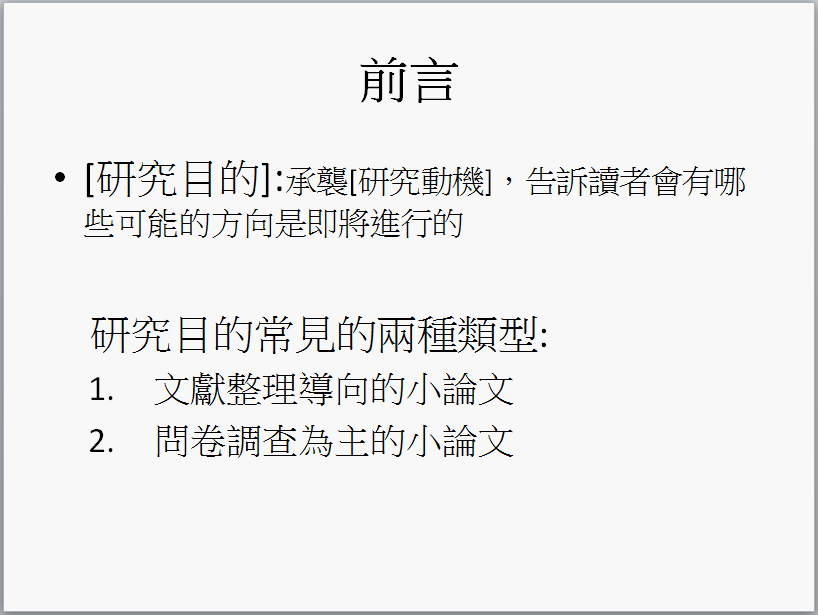 前言
• [研究目的]:承襲[研究動機]，告訴讀者會有哪
些可能的方向是即將進行的
研究目的常見的兩種類型:
1. 文獻整理導向的小論文
2. 問卷調查為主的小論文